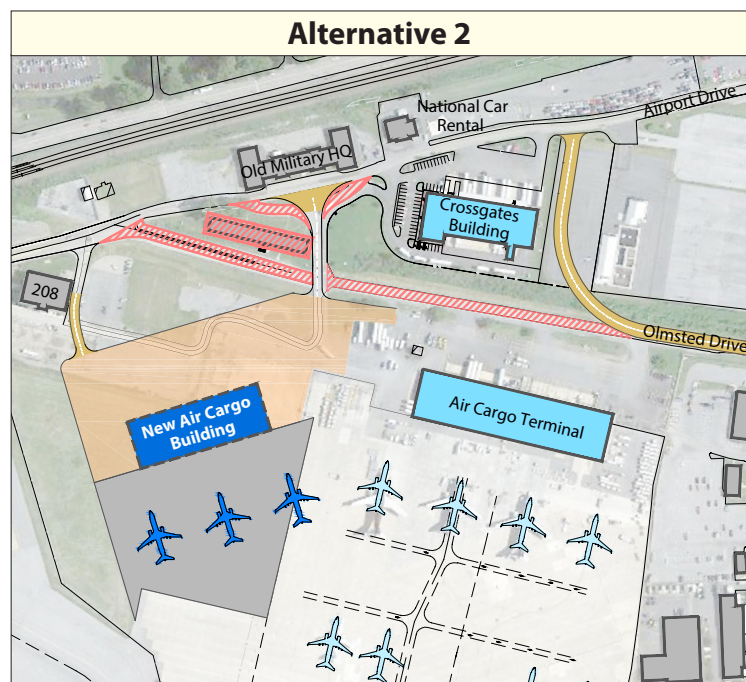 Alternative 2
National Car
Rental
Airport Drive
Old Military HQ
Crossgates
Building
208
Olmsted Drive
New Air Cargo
Building
Air Cargo Terminal